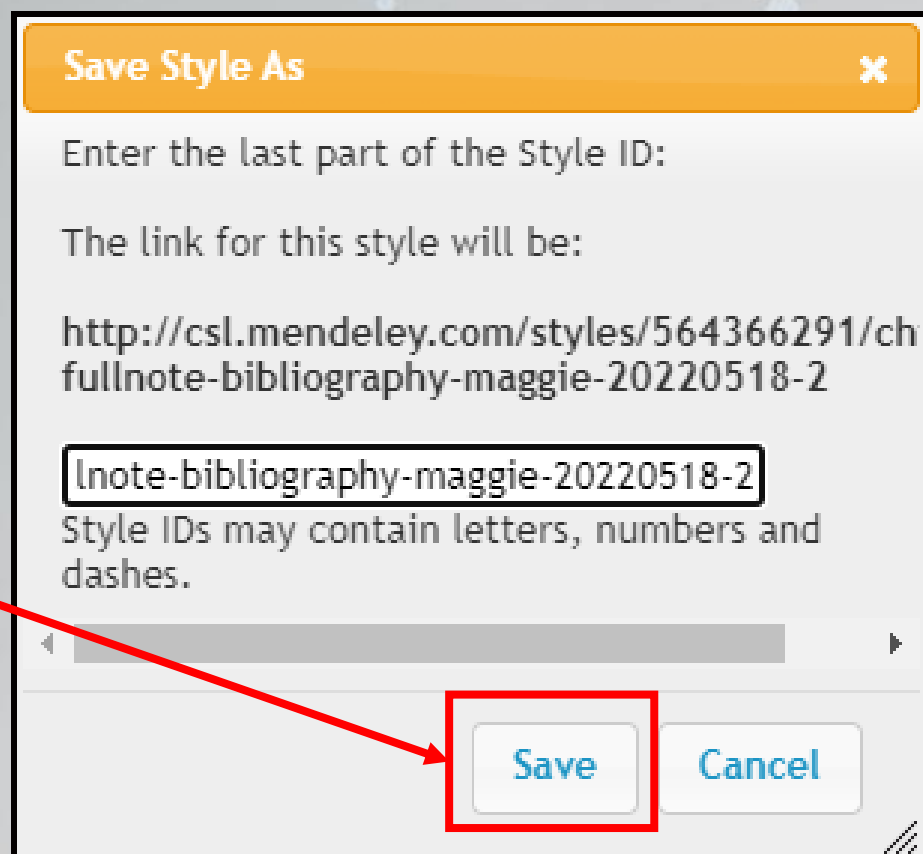 Save Style As
Enter the last part of the Style ID:
The link for this style will be:
http://csl.mendeley.com/styles/564366291/ch
fullnote-bibliography-maggie-20220518-2
lnote-bibliography-maggie-20220518-2
Style IDs may contain letters, numbers and
dashes.
Save Cancel